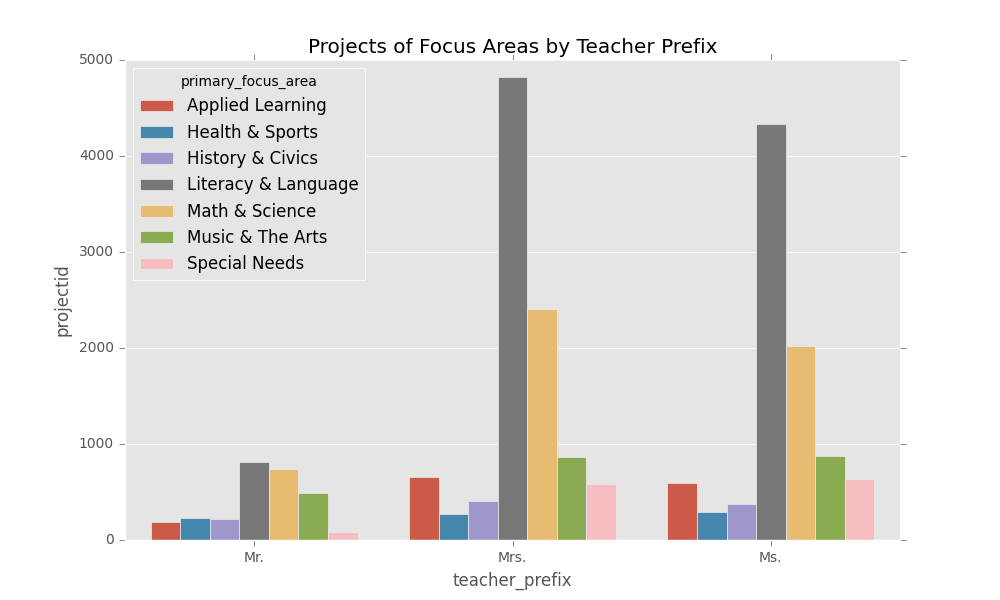 Projects of Focus Areas by Teacher Prefix
5000
4000
3000
2000
1000
0
projectid
primary_focus_area
Applied Learning
Health & Sports
History & Civics
Literacy & Language
Math & Science
Music & The Arts
Special Needs
Mr.
Mrs.
Ms.
teacher_prefix